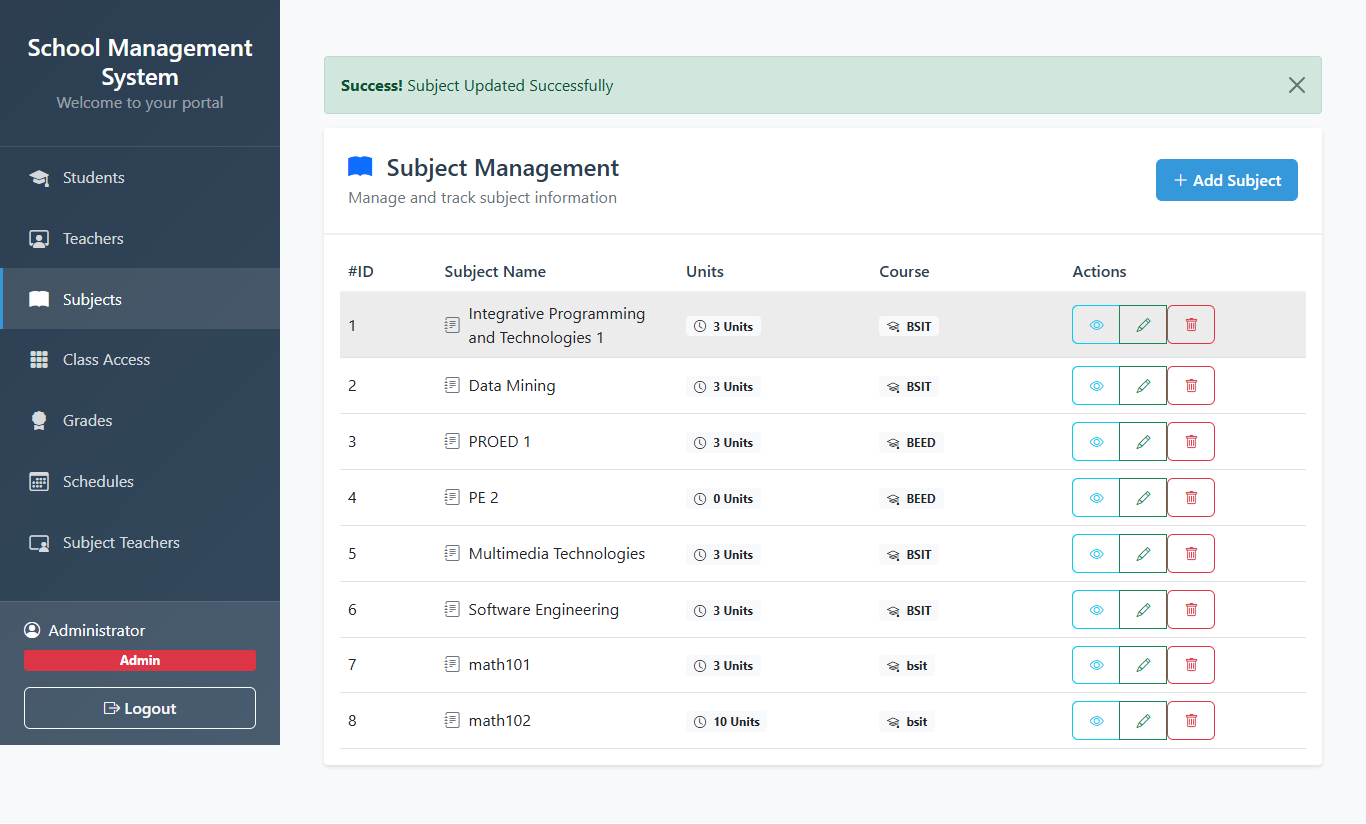 School Management
System
Welcome to your portal
Students
Teachers
Subjects
Class Access
Grades
Schedules
Subject Teachers
Administrator
Admin
Logout
Success! Subject Updated Successfully
Subject Management
Manage and track subject information
+ Add Subject
#ID Subject Name Units Course Actions
1 Integrative Programming
and Technologies 1 3 Units BSIT
2 Data Mining 3 Units BSIT
3 PROED 1 3 Units BEED
4 PE 2 0 Units BEED
5 Multimedia Technologies 3 Units BSIT
6 Software Engineering 3 Units BSIT
7 math101 3 Units bsit
8 math102 10 Units bsit